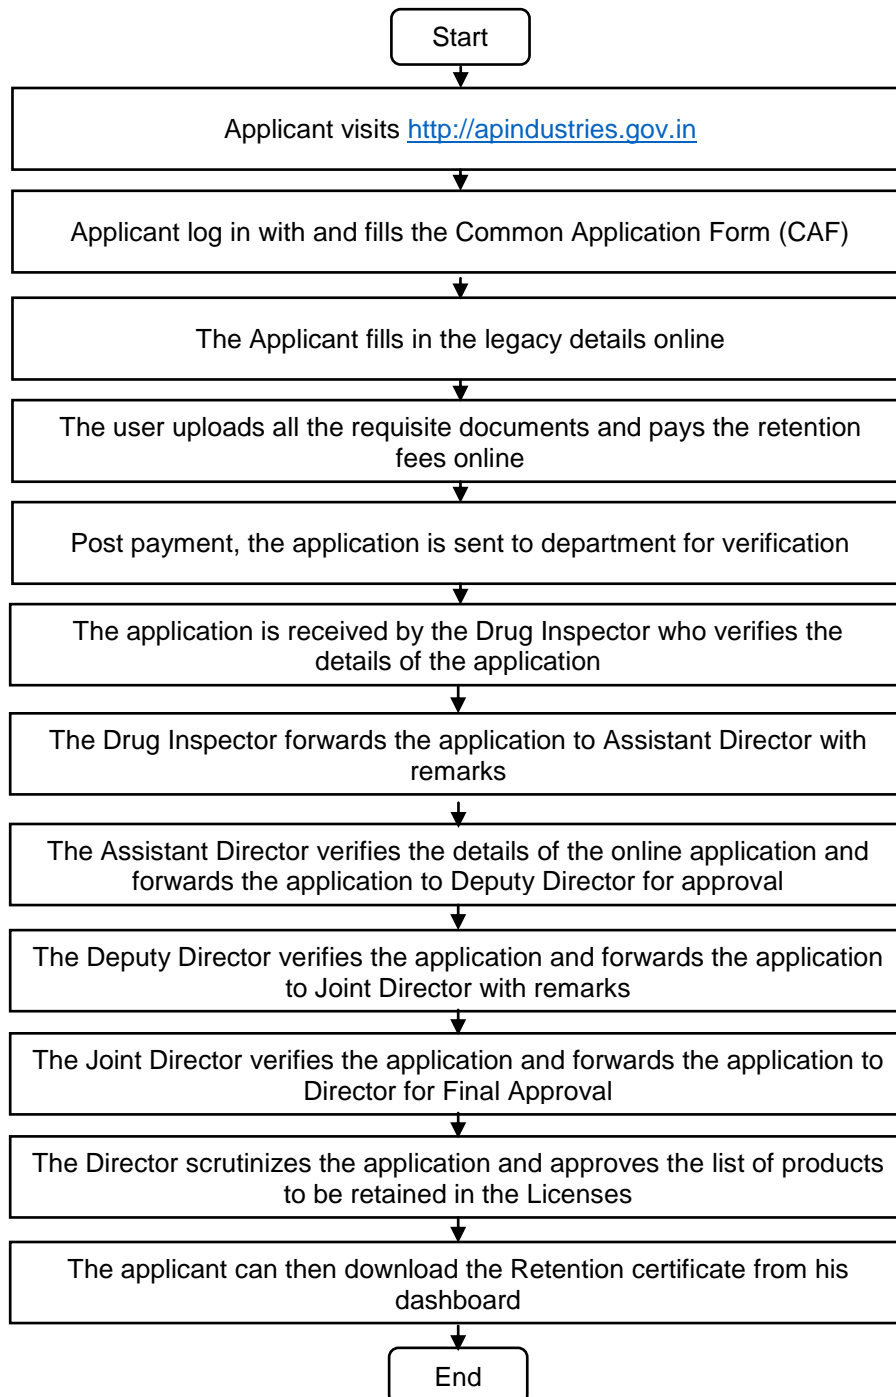 Start
Applicant visits http://apindustries.gov.in
Applicant log in with and fills the Common Application Form (CAF)
The Applicant fills in the legacy details online
The user uploads all the requisite documents and pays the retention
fees online
Post payment, the application is sent to department for verification
The application is received by the Drug Inspector who verifies the
details of the application
The Drug Inspector forwards the application to Assistant Director with
remarks
The Assistant Director verifies the details of the online application and
forwards the application to Deputy Director for approval
The Deputy Director verifies the application and forwards the application
to Joint Director with remarks
The Joint Director verifies the application and forwards the application to
Director for Final Approval
The Director scrutinizes the application and approves the list of products
to be retained in the Licenses
The applicant can then download the Retention certificate from his
dashboard
End